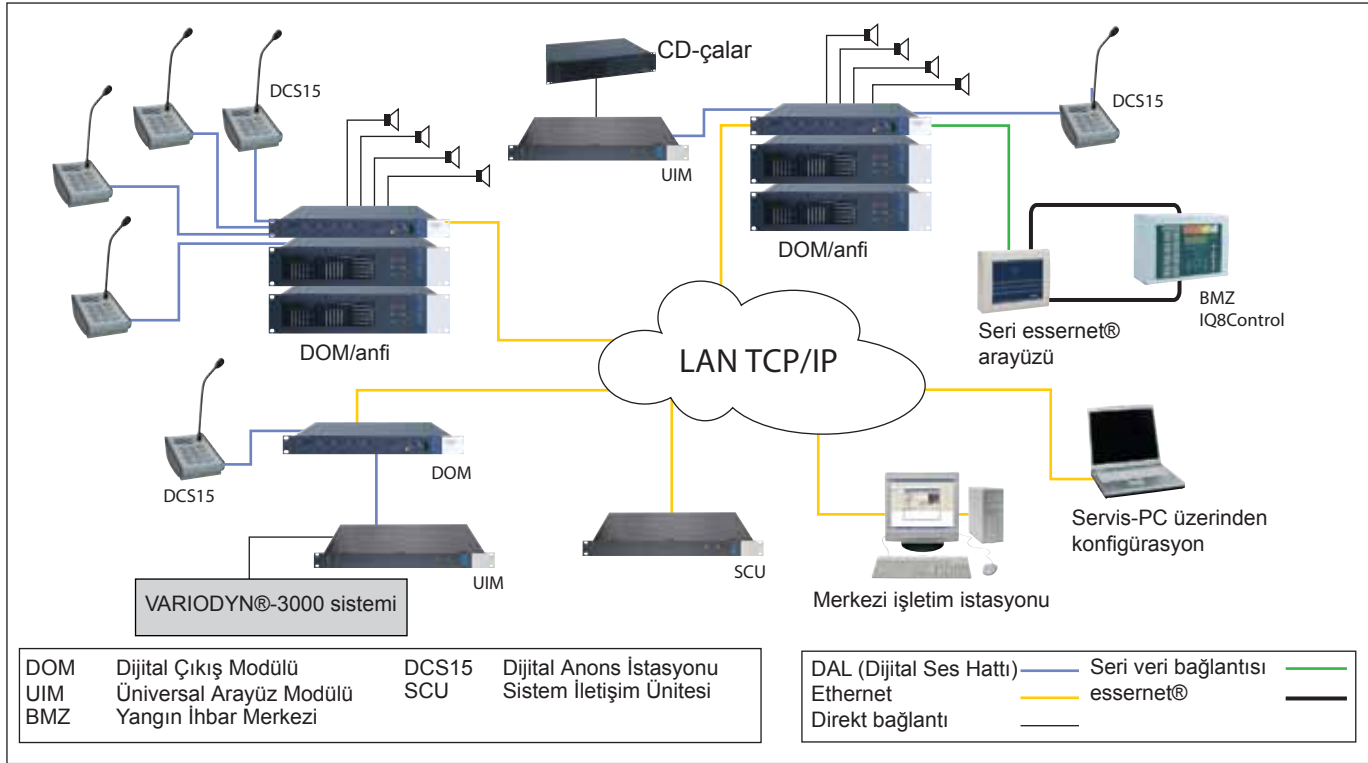 CD-çalar
DCS15
DCS15
UIM
DOM/anfi
DOM/anfi
BMZ
IQ8Control
Seri essernet®
arayüzü
LAN TCP/IP
DOM
DCS15
UIM
SCU
VARIODYN®-3000 sistemi
Merkezi işletim istasyonu
Servis-PC üzerinden
konfigürasyon
DOM Dijital Çıkış Modülü DCS15 Dijital Anons İstasyonu
UIM Üniversal Arayüz Modülü SCU Sistem İletişim Ünitesi
BMZ Yangın İhbar Merkezi
DAL (Dijital Ses Hattı) Seri veri bağlantısı
Ethernet essernet®
Direkt bağlantı